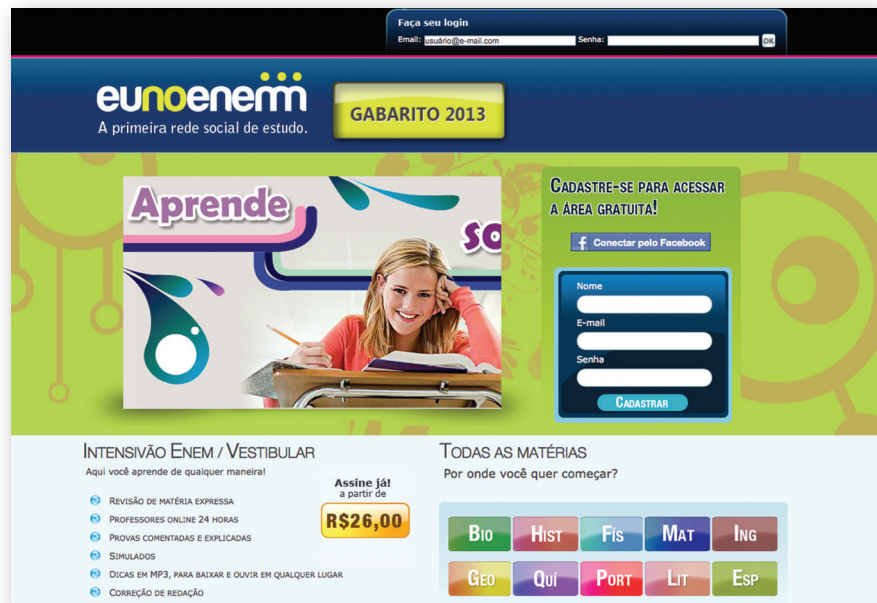 Faça seu login
Email: usuário@e-mail.com Senha: OK
eunoenem
A primeira rede social de estudo.
GABARITO 2013
Aprende
so
CADASTRE-SE PARA ACESSAR
A ÁREA GRATUITA!
f Conectar pelo Facebook
Nome
E-mail
Senha
CADASTRAR
INTENSIVÃO ENEM / VESTIBULAR
Aqui você aprende de qualquer maneira!
REVISÃO DE MATÉRIA EXPRESSA
PROFESSORES ONLINE 24 HORAS
PROVAS COMENTADAS E EXPLICADAS
SIMULADOS
DICAS EM MP3, PARA BAIXAR E OUVIR EM QUALQUER LUGAR
CORREÇÃO DE REDAÇÃO
Assine já!
a partir de
R$26,00
TODAS AS MATÉRIAS
Por onde você quer começar?
BIO HIST FÍS MAT ING
GEO QUÍ PORT LIT ESP